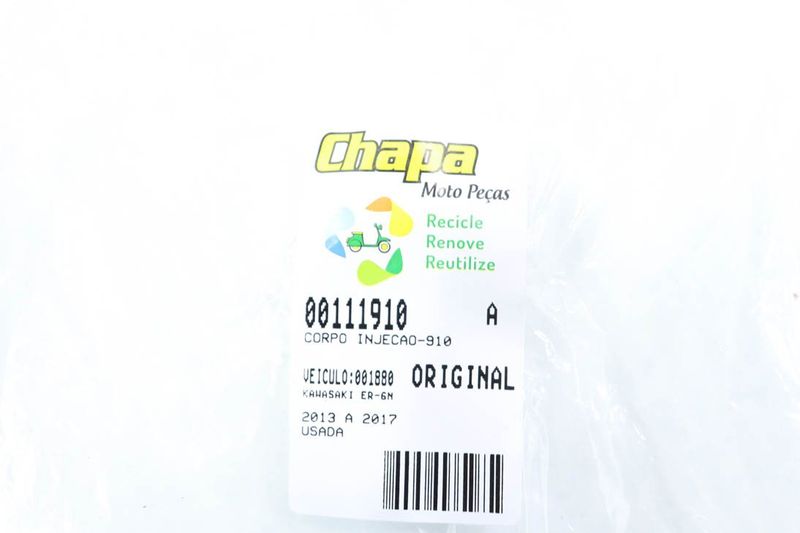 Chapa
Moto Peças
Recicle
Renove
Reutilize
00111910 A
CORPO INJECAO-910
VEICULO:001880 ORIGINAL
KAWASAKI ER-6N
2013 A 2017
USADA